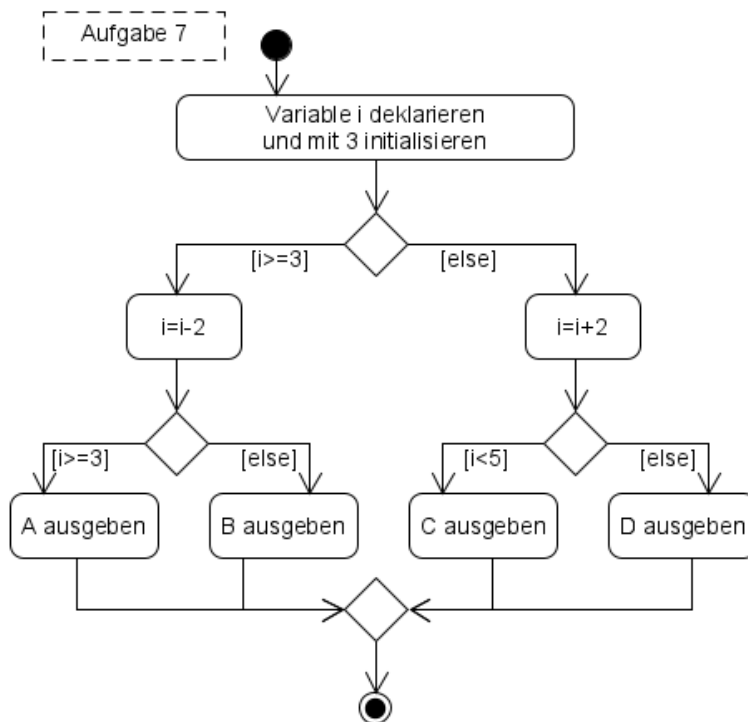 Aufgabe 7
Variable i deklarieren
und mit 3 initialisieren
[i>=3]
[else]
i=i-2
i=i+2
[i>=3]
[else]
[i<5]
[else]
A ausgeben
B ausgeben
C ausgeben
D ausgeben